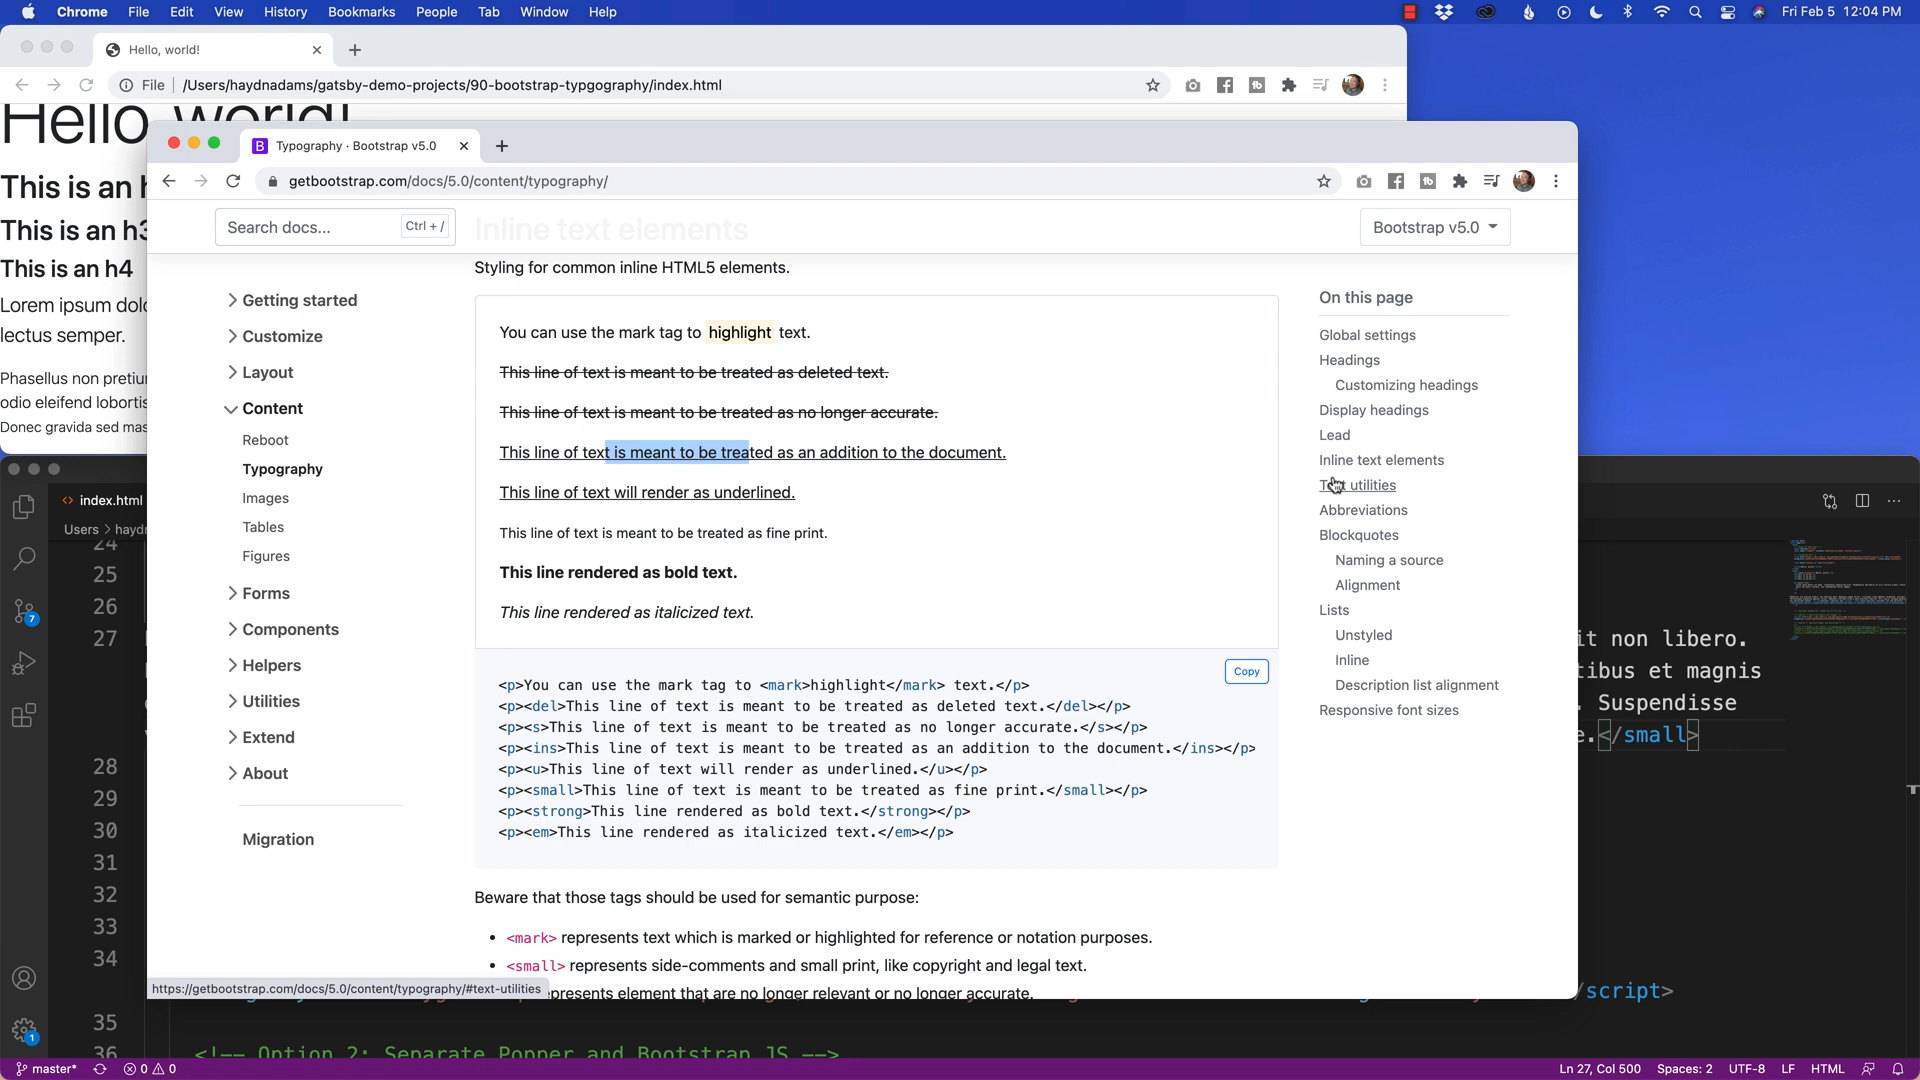 Chrome File Edit View History Bookmarks People Tab Window Help Fri Feb 5 12:04 PM
Hello, world!
File /Users/haydnadams/gatsby-demo-projects/90-bootstrap-typgography/index.html
Hello, world!
This is an h
This is an h3
This is an h4
Lorem ipsum dolo
lectus semper.
Phasellus non pretiu
odio eleifend lobortis
Donec gravida sed mas
Typography · Bootstrap v5.0
getbootstrap.com/docs/5.0/content/typography/
Search docs... Ctrl + /
Inline text elements
Bootstrap v5.0
Styling for common inline HTML5 elements.
Getting started
Customize
Layout
Content
Reboot
Typography
Images
Tables
Figures
Forms
Components
Helpers
Utilities
Extend
About
Migration
You can use the mark tag to highlight text.
This line of text is meant to be treated as deleted text.
This line of text is meant to be treated as no longer accurate.
This line of text is meant to be treated as an addition to the document.
This line of text will render as underlined.
This line of text is meant to be treated as fine print.
This line rendered as bold text.
This line rendered as italicized text.
Copy
<p>You can use the mark tag to <mark>highlight</mark> text.</p>
<p><del>This line of text is meant to be treated as deleted text.</del></p>
<p><s>This line of text is meant to be treated as no longer accurate.</s></p>
<p><ins>This line of text is meant to be treated as an addition to the document.</ins></p>
<p><u>This line of text will render as underlined.</u></p>
<p><small>This line of text is meant to be treated as fine print.</small></p>
<p><strong>This line rendered as bold text.</strong></p>
<p><em>This line rendered as italicized text.</em></p>
Beware that those tags should be used for semantic purpose:
• <mark> represents text which is marked or highlighted for reference or notation purposes.
• <small> represents side-comments and small print, like copyright and legal text.
presents element that are no longer relevant or no longer accurate.
On this page
Global settings
Headings
Customizing headings
Display headings
Lead
Inline text elements
Text utilities
Abbreviations
Blockquotes
Naming a source
Alignment
Lists
Unstyled
Inline
Description list alignment
Responsive font sizes
https://getbootstrap.com/docs/5.0/content/typography/#text-utilities
index.html
Users > haydn
24
25
26
27
it non libero.
tibus et magnis
. Suspendisse
e.</small>
28
29
30
31
32
33
34
/script>
35
36 <!-- Option 2: Separate Popper and Bootstrap JS -->
7
1
master* 0 0 Ln 27, Col 500 Spaces: 2 UTF-8 LF HTML